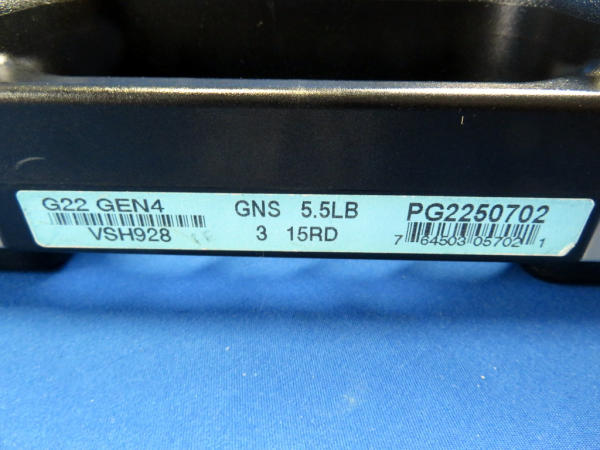 G22 GEN4 GNS 5.5LB PG2250702
VSH928 3 15RD 7 64503 05702 1